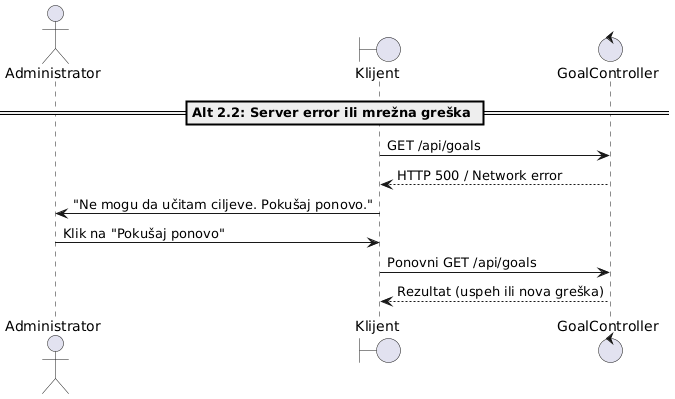 Administrator
Klijent
GoalController
Alt 2.2: Server error ili mrežna greška
GET /api/goals
HTTP 500 / Network error
"Ne mogu da učitam ciljeve. Pokušaj ponovo."
Klik na "Pokušaj ponovo"
Ponovni GET /api/goals
Rezultat (uspeh ili nova greška)
Administrator
Klijent
GoalController